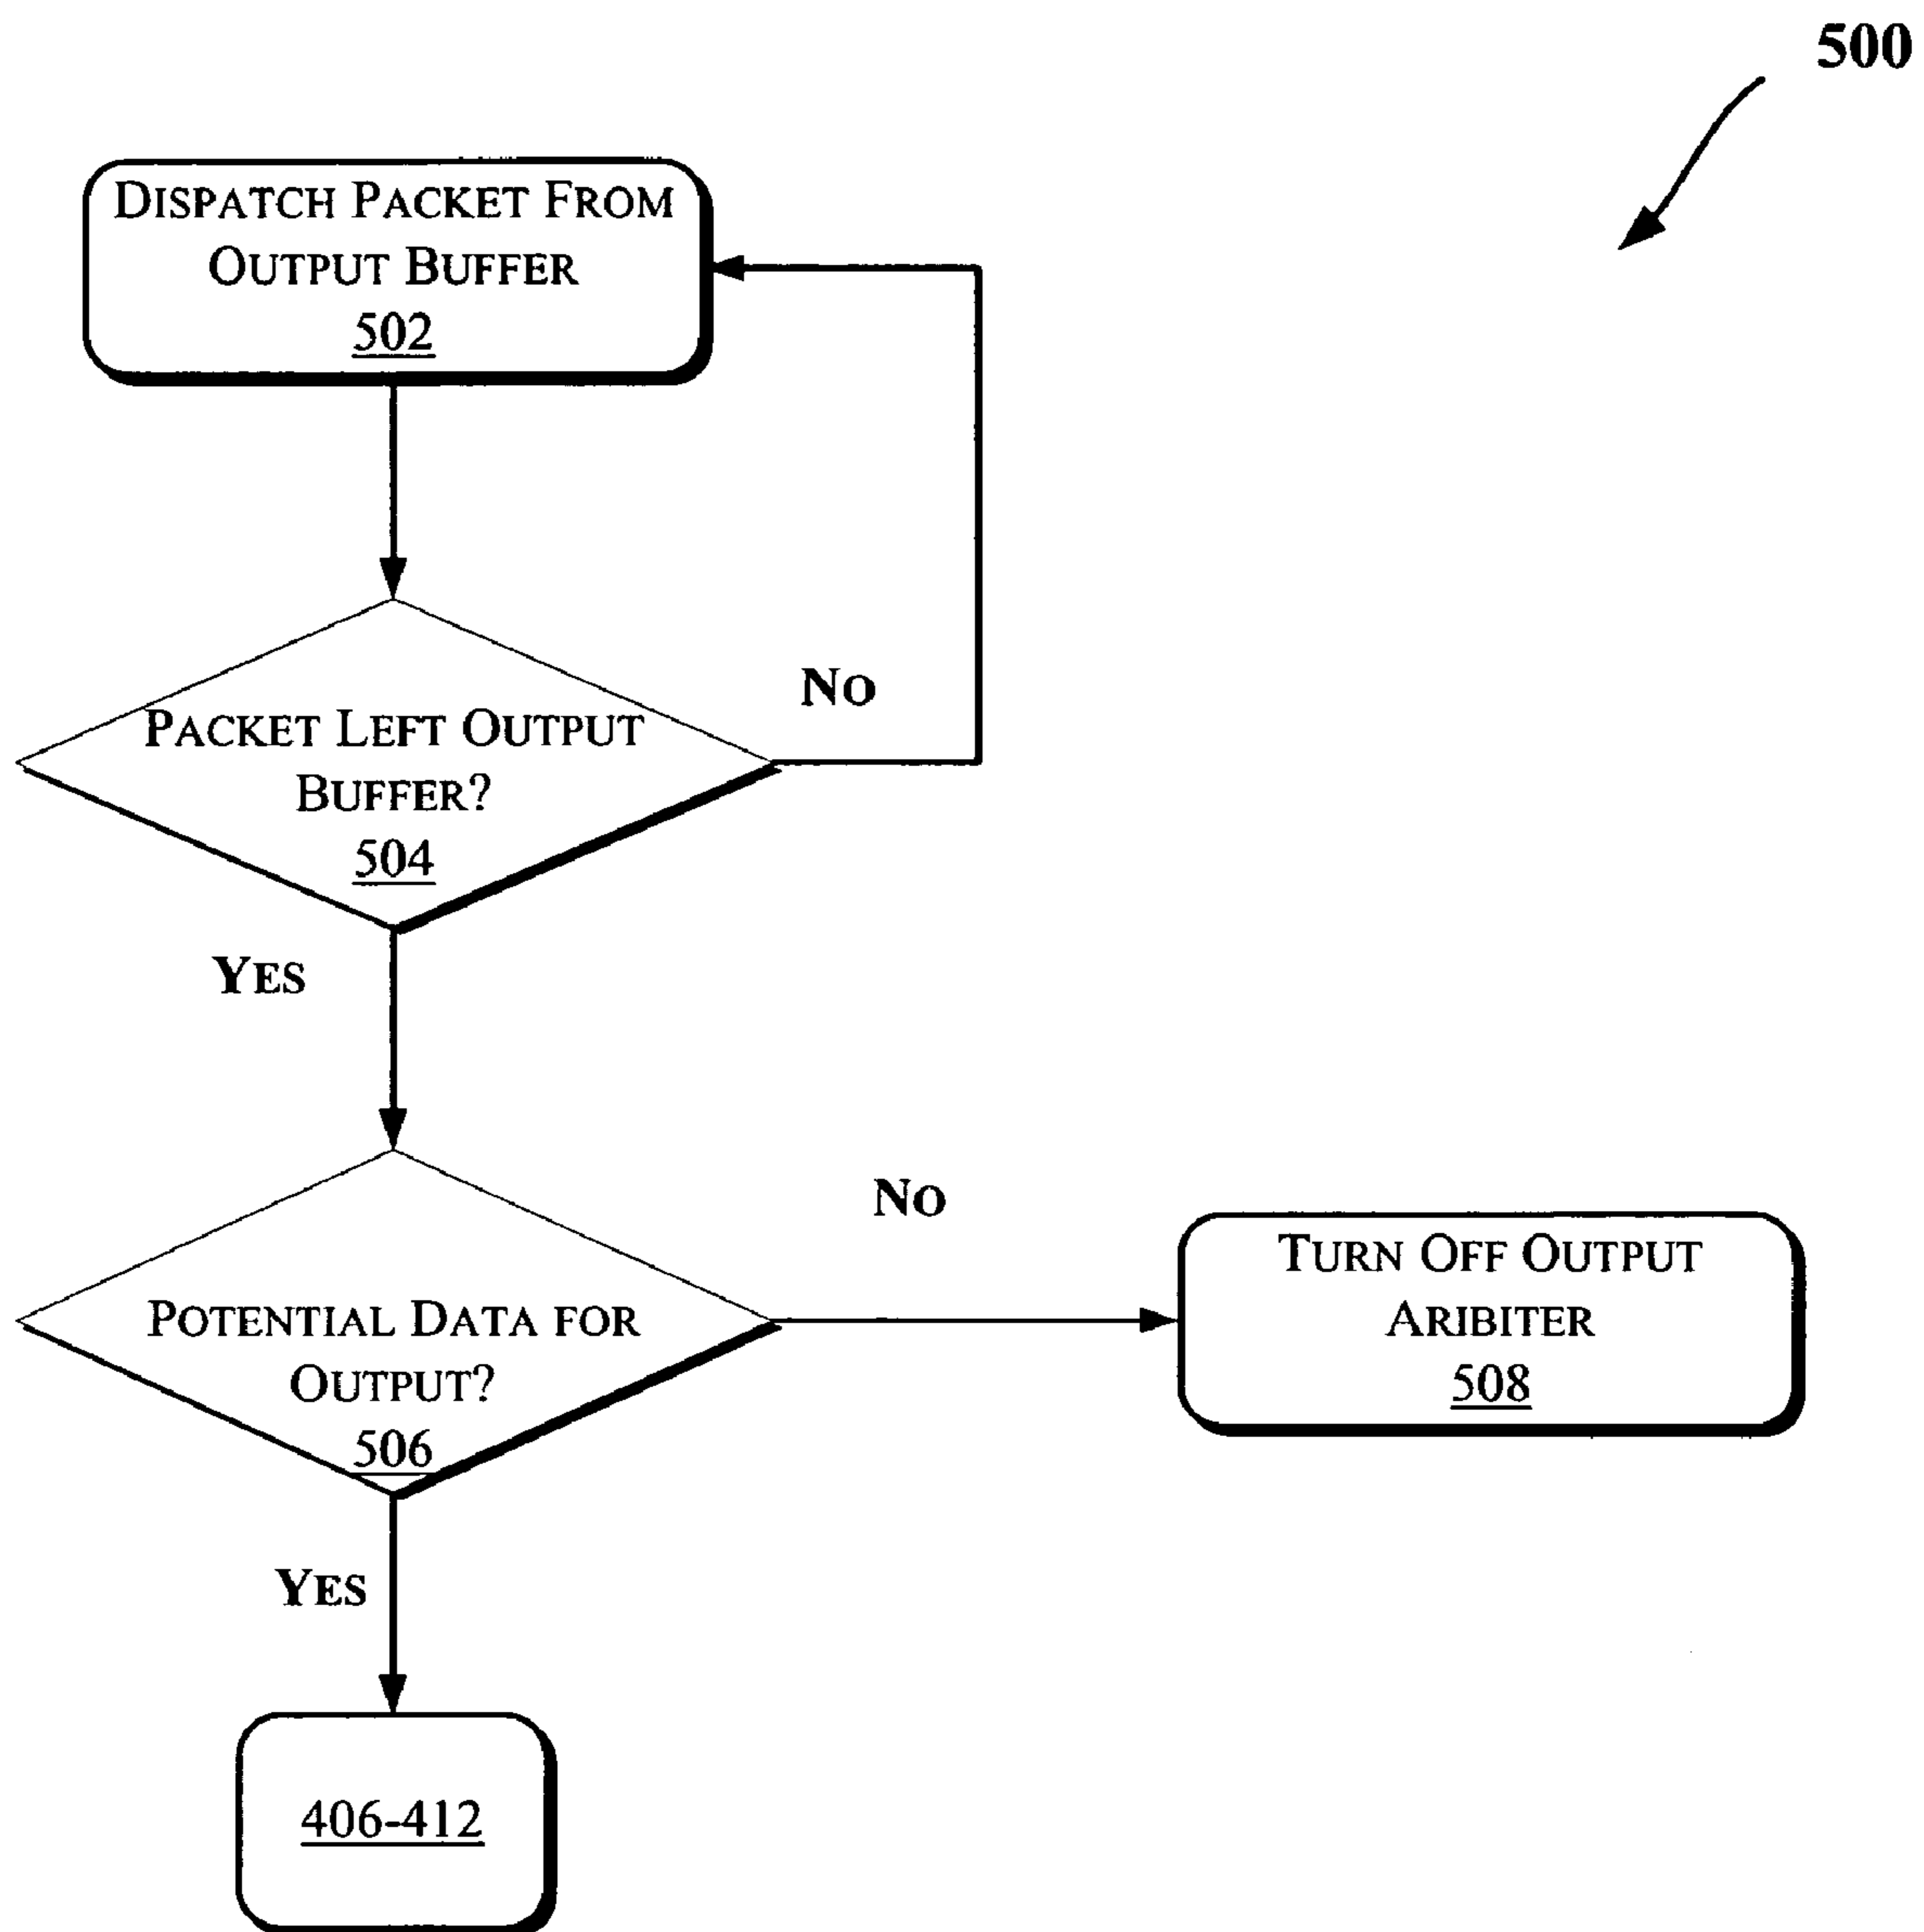 500
DISPATCH PACKET FROM
OUTPUT BUFFER
502
NO
PACKET LEFT OUTPUT
BUFFER?
504
YES
NO
TURN OFF OUTPUT
ARIBITER
508
POTENTIAL DATA FOR
OUTPUT?
506
YES
406-412